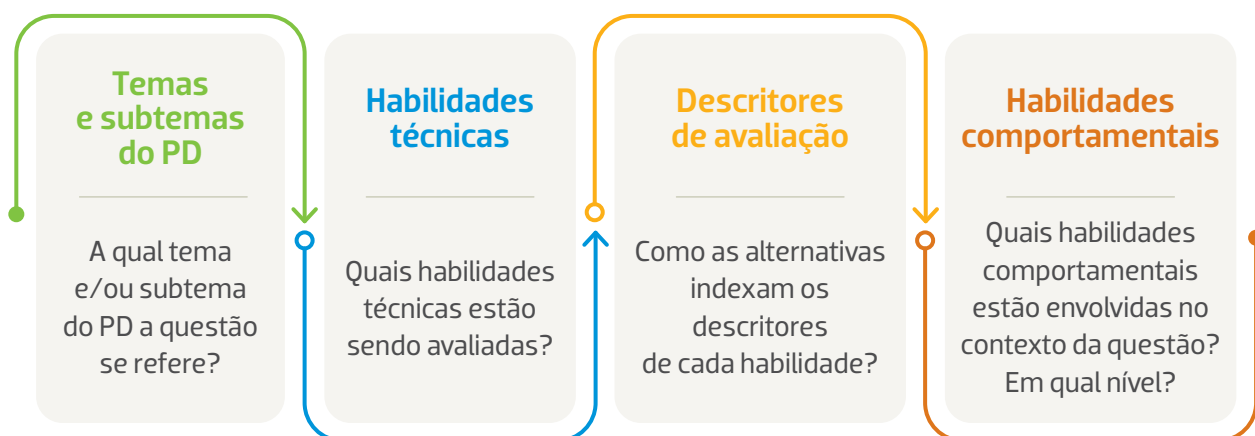 Temas
e subtemas
do PD
A qual tema
e/ou subtema
do PD a questão
se refere?
Habilidades
técnicas
Quais habilidades
técnicas estão
sendo avaliadas?
Descritores
de avaliação
Como as alternativas
indexam os
descritores
de cada habilidade?
Habilidades
comportamentais
Quais habilidades
comportamentais
estão envolvidas no
contexto da questão?
Em qual nível?